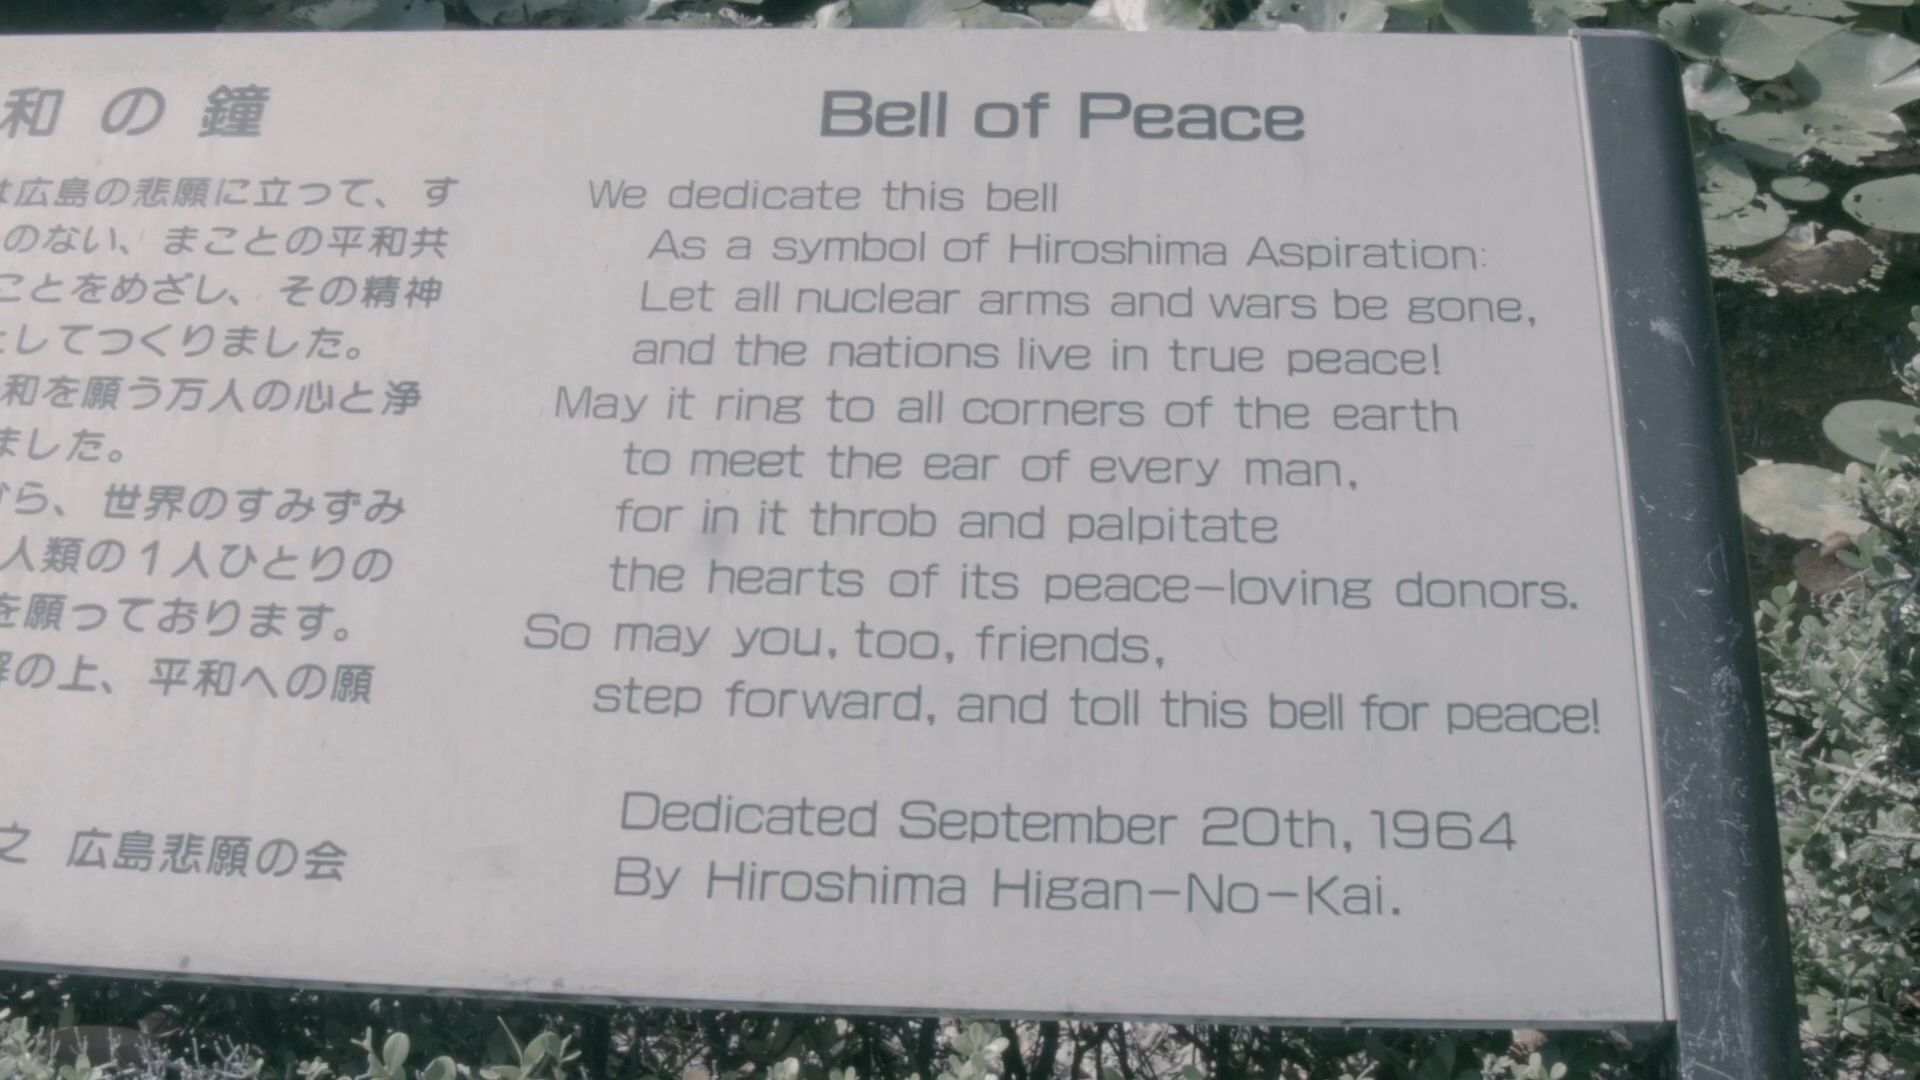 和の鐘
は広島の悲願に立って、す
のない、まことの平和共
ことをめざし、その精神
としてつくりました。
和を願う万人の心と浄
ました。
ら、世界のすみずみ
人類の1人ひとりの
を願っております。
の上、平和への願
之 広島悲願の会
Bell of Peace
We dedicate this bell
As a symbol of Hiroshima Aspiration:
Let all nuclear arms and wars be gone,
and the nations live in true peace!
May it ring to all corners of the earth
to meet the ear of every man,
for in it throb and palpitate
the hearts of its peace-loving donors.
So may you, too, friends,
step forward, and toll this bell for peace!
Dedicated September 20th, 1964
By Hiroshima Higan-No-Kai.